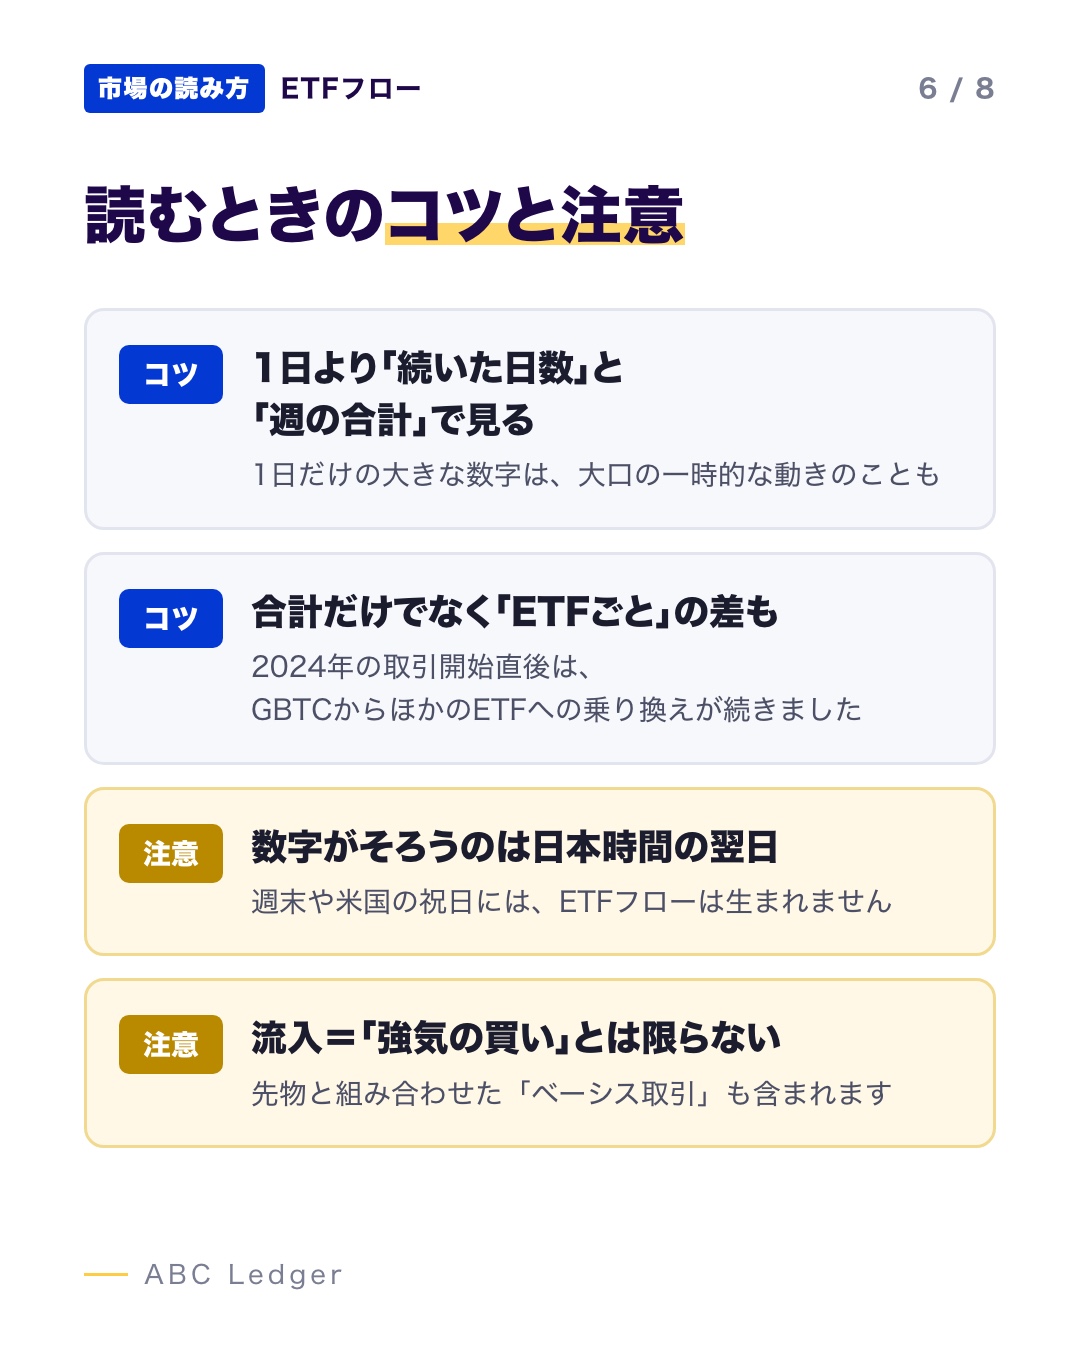 市場の読み方 ETFフロー
6 / 8
読むときのコツと注意
コツ
1日より「続いた日数」と
「週の合計」で見る
1日だけの大きな数字は、大口の一時的な動きのことも
コツ
合計だけでなく「ETFごと」の差も
2024年の取引開始直後は、
GBTCからほかのETFへの乗り換えが続きました
注意
数字がそろうのは日本時間の翌日
週末や米国の祝日には、ETFフローは生まれません
注意
流入＝「強気の買い」とは限らない
先物と組み合わせた「ベーシス取引」も含まれます
ABC Ledger